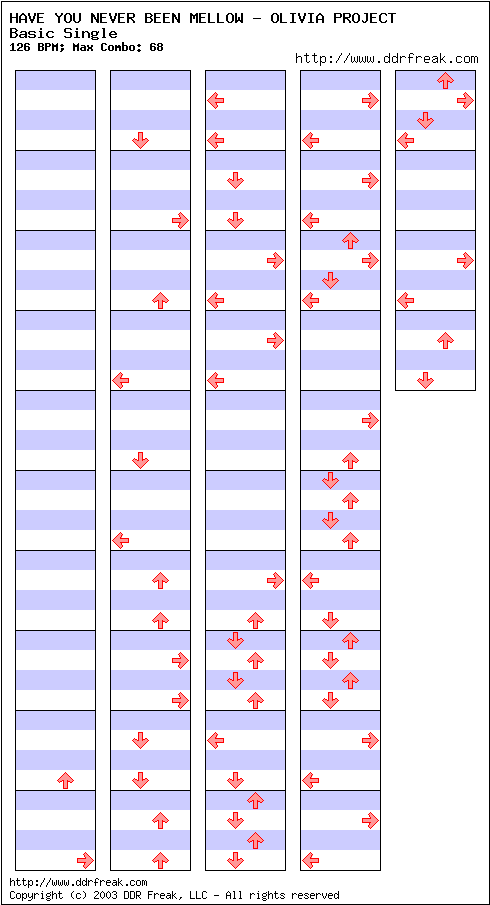 HAVE YOU NEVER BEEN MELLOW - OLIVIA PROJECT
Basic Single
126 BPM; Max Combo: 68
http://www.ddrfreak.com
http://www.ddrfreak.com
Copyright (c) 2003 DDR Freak, LLC - All rights reserved